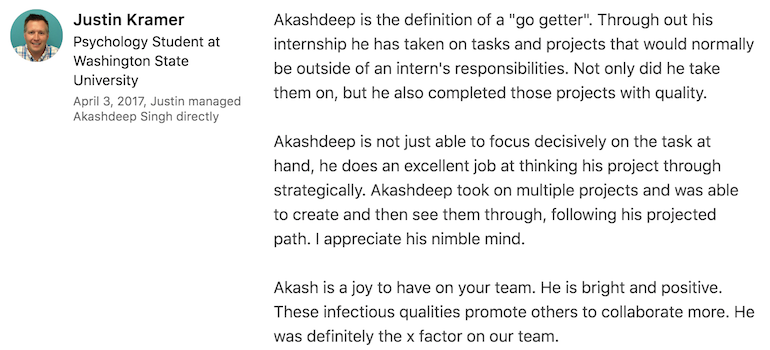 Justin Kramer
Psychology Student at
Washington State
University
April 3, 2017, Justin managed
Akashdeep Singh directly
Akashdeep is the definition of a "go getter". Through out his
internship he has taken on tasks and projects that would normally
be outside of an intern's responsibilities. Not only did he take
them on, but he also completed those projects with quality.
Akashdeep is not just able to focus decisively on the task at
hand, he does an excellent job at thinking his project through
strategically. Akashdeep took on multiple projects and was able
to create and then see them through, following his projected
path. I appreciate his nimble mind.
Akash is a joy to have on your team. He is bright and positive.
These infectious qualities promote others to collaborate more. He
was definitely the x factor on our team.